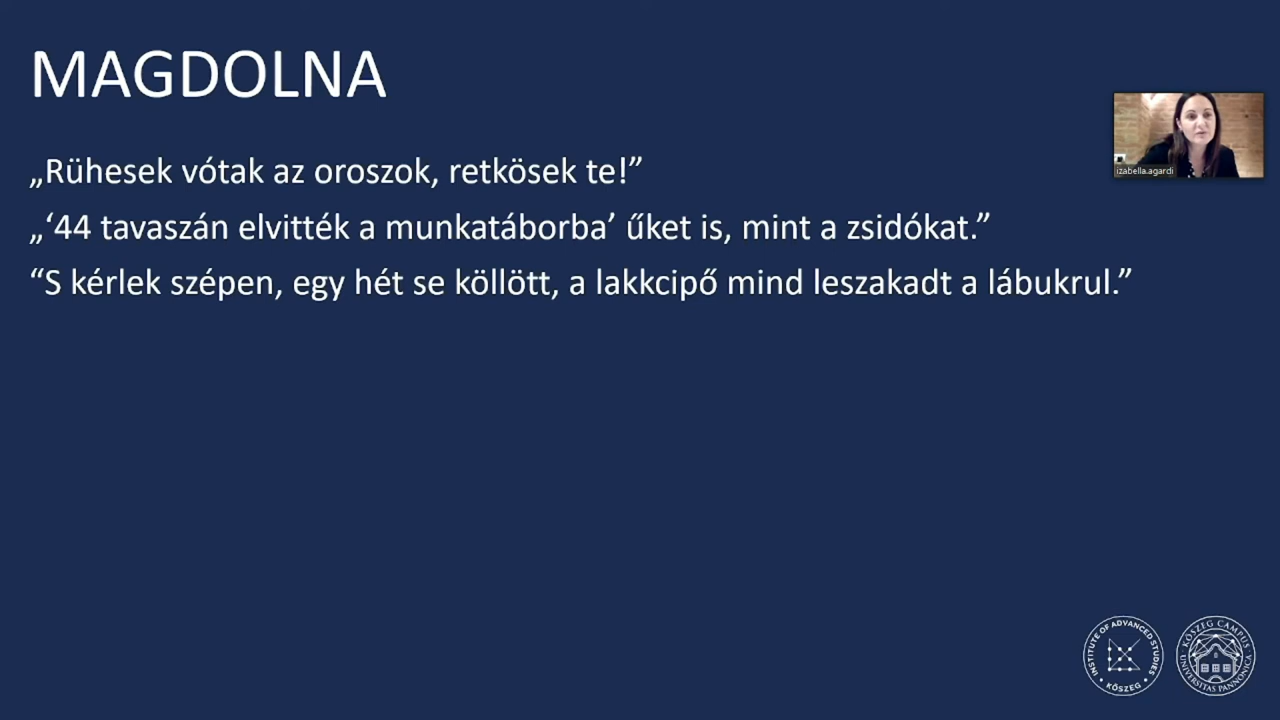 MAGDOLNA
„Rühesek vótak az oroszok, retkösek te!”
izabella.agardi
„‘44 tavaszán elvitték a munkatáborba’ űket is, mint a zsidókat.”
“S kérlek szépen, egy hét se köllött, a lakkcipő mind leszakadt a lábukrul.”
INSTITUTE OF ADVANCED STUDIES • KŐSZEG •
KŐSZEG CAMPUS • UNIVERSITAS PANNONICA •